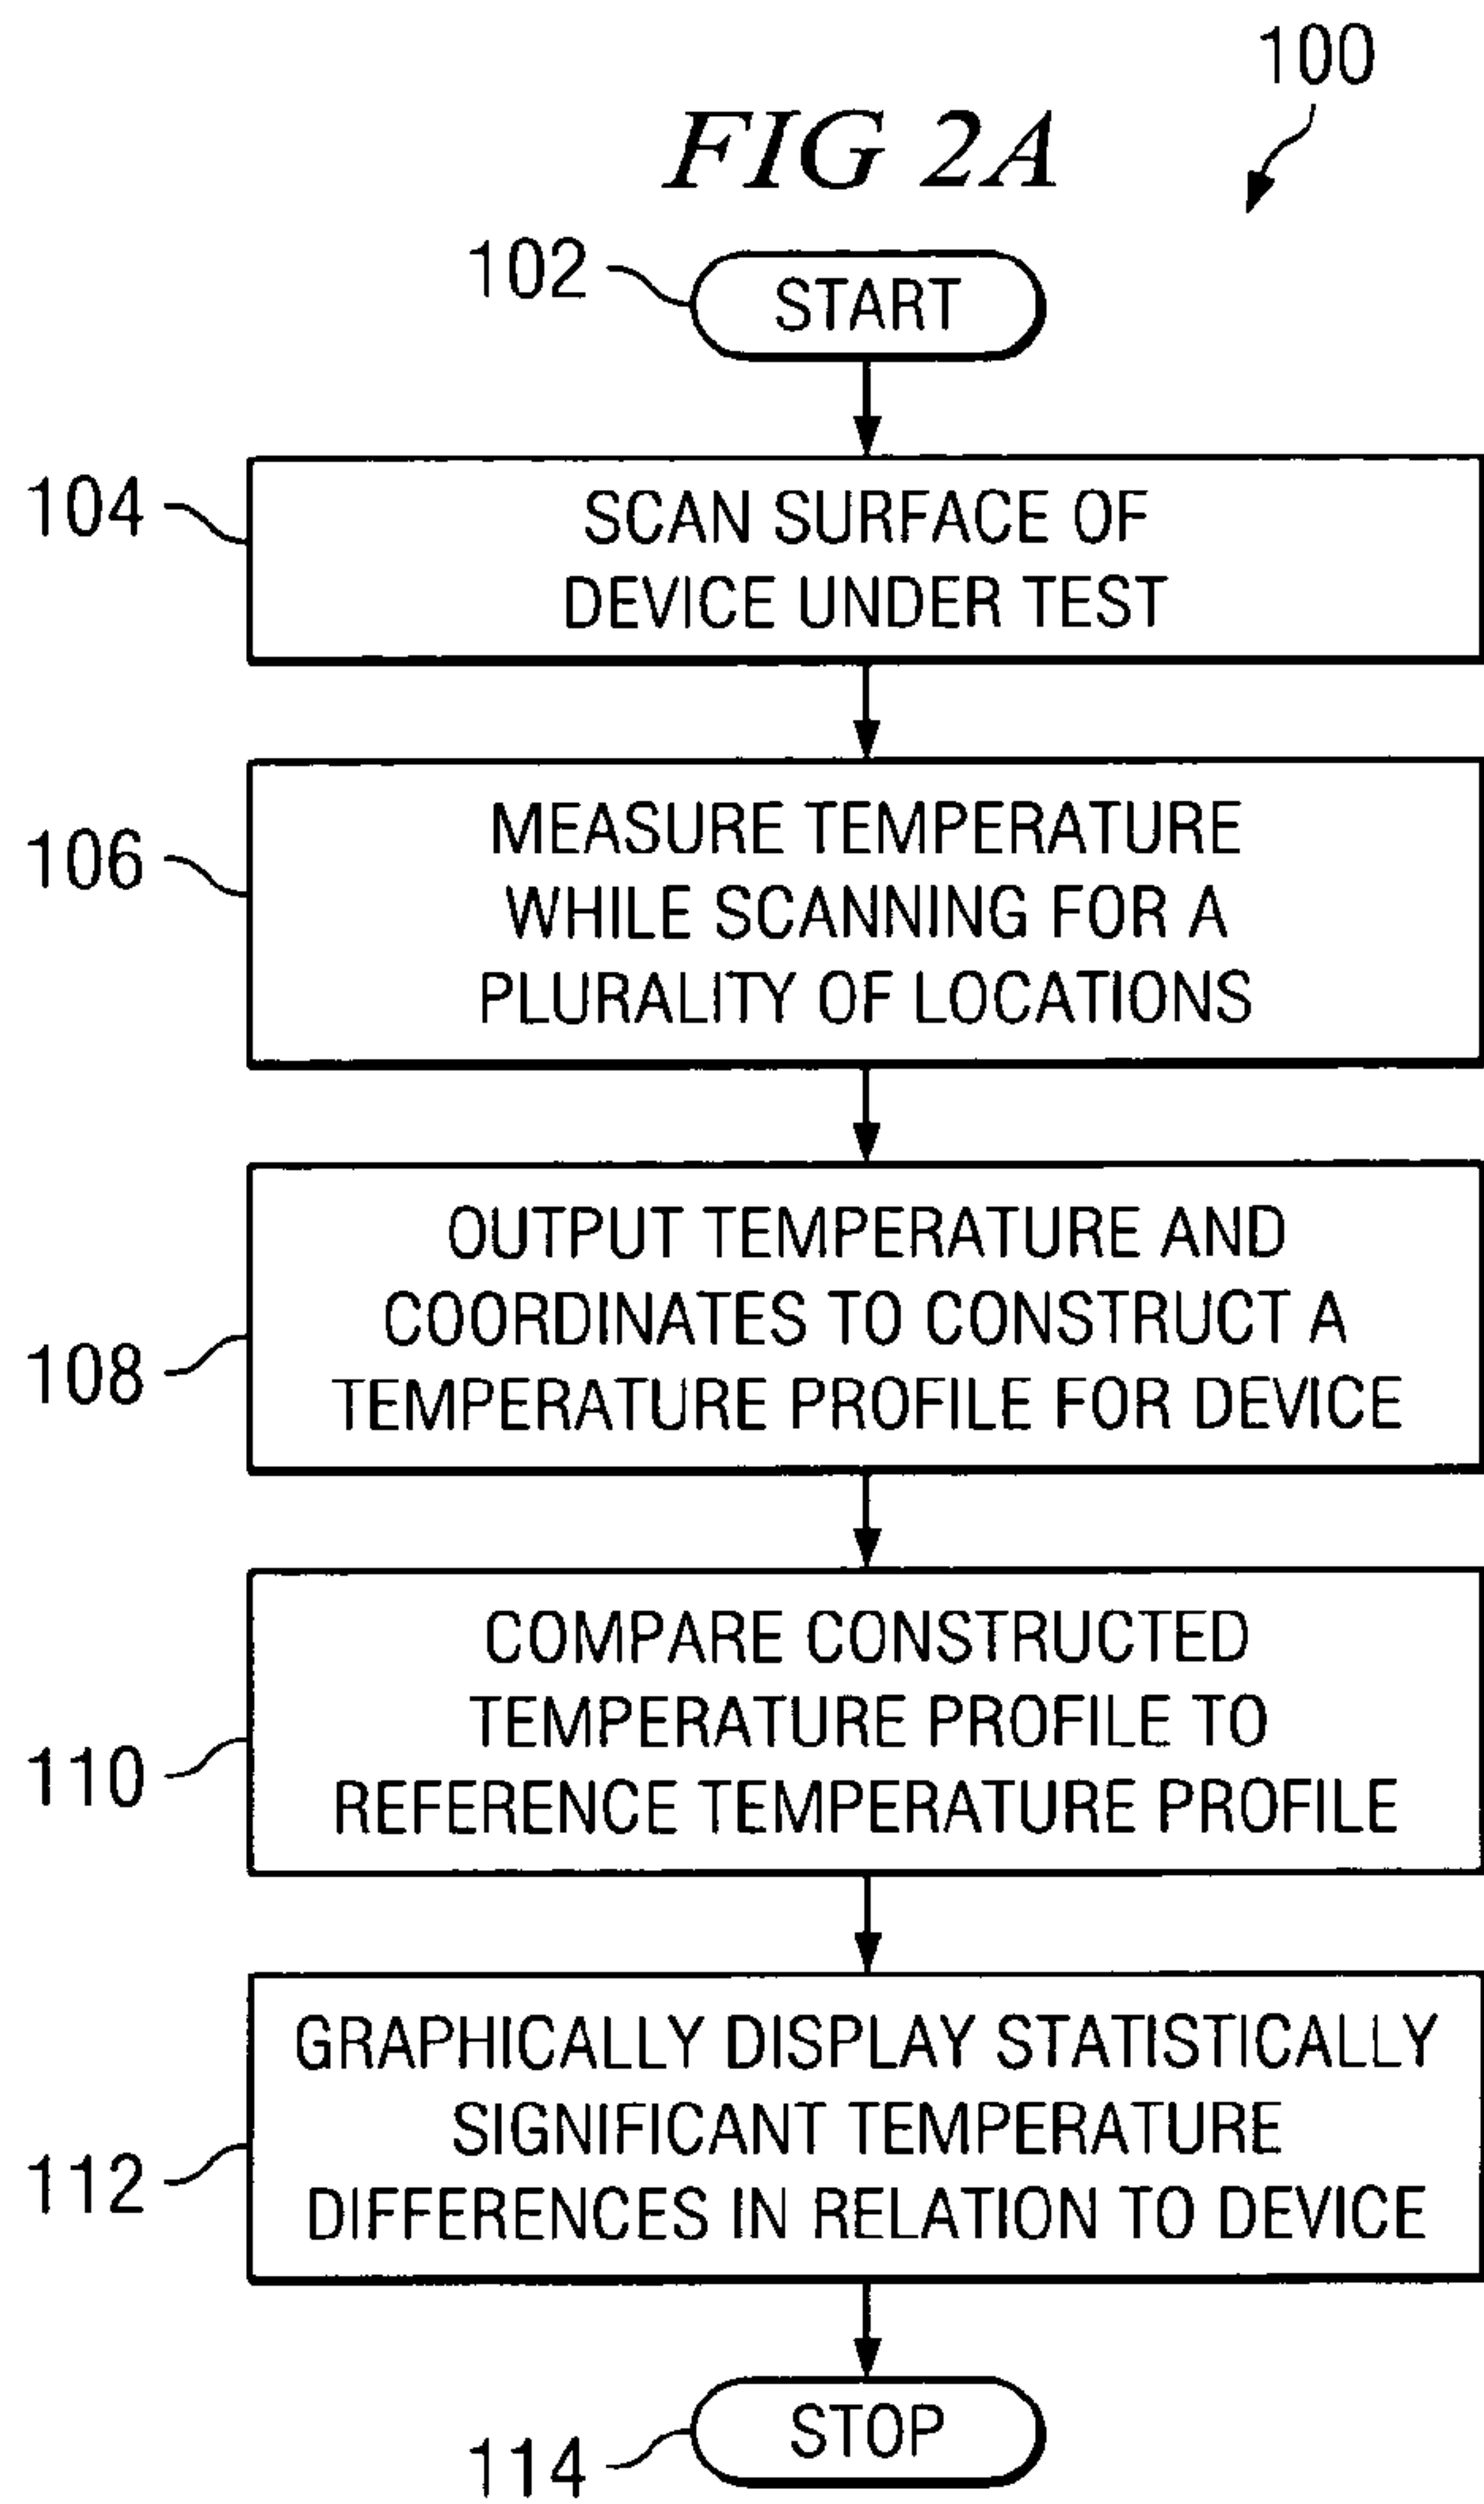 100
FIG 2A
102
START
104
SCAN SURFACE OF
DEVICE UNDER TEST
106
MEASURE TEMPERATURE
WHILE SCANNING FOR A
PLURALITY OF LOCATIONS
108
OUTPUT TEMPERATURE AND
COORDINATES TO CONSTRUCT A
TEMPERATURE PROFILE FOR DEVICE
110
COMPARE CONSTRUCTED
TEMPERATURE PROFILE TO
REFERENCE TEMPERATURE PROFILE
112
GRAPHICALLY DISPLAY STATISTICALLY
SIGNIFICANT TEMPERATURE
DIFFERENCES IN RELATION TO DEVICE
114
STOP